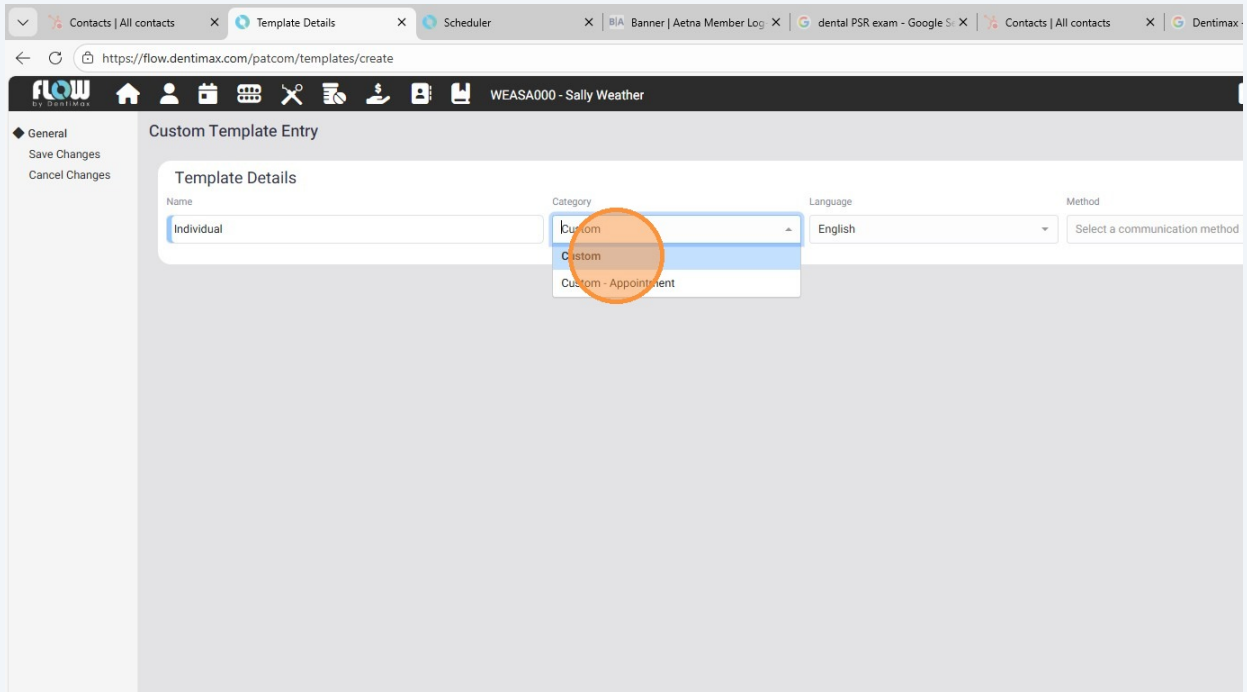 Contacts | All contacts
Template Details
Scheduler
B|A Banner | Aetna Member Log
dental PSR exam - Google Se
Contacts | All contacts
G Dentimax -
https://flow.dentimax.com/patcom/templates/create
FLOW
by DentiMax
WEASA000 - Sally Weather
General
Save Changes
Cancel Changes
Custom Template Entry
Template Details
Name
Category
Language
Method
Individual
Custom
English
Select a communication method
Custom
Custom - Appointment